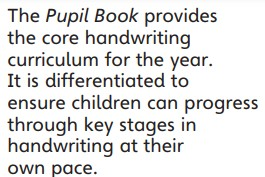 The Pupil Book provides
the core handwriting
curriculum for the year.
It is differentiated to
ensure children can progress
through key stages in
handwriting at their
own pace.